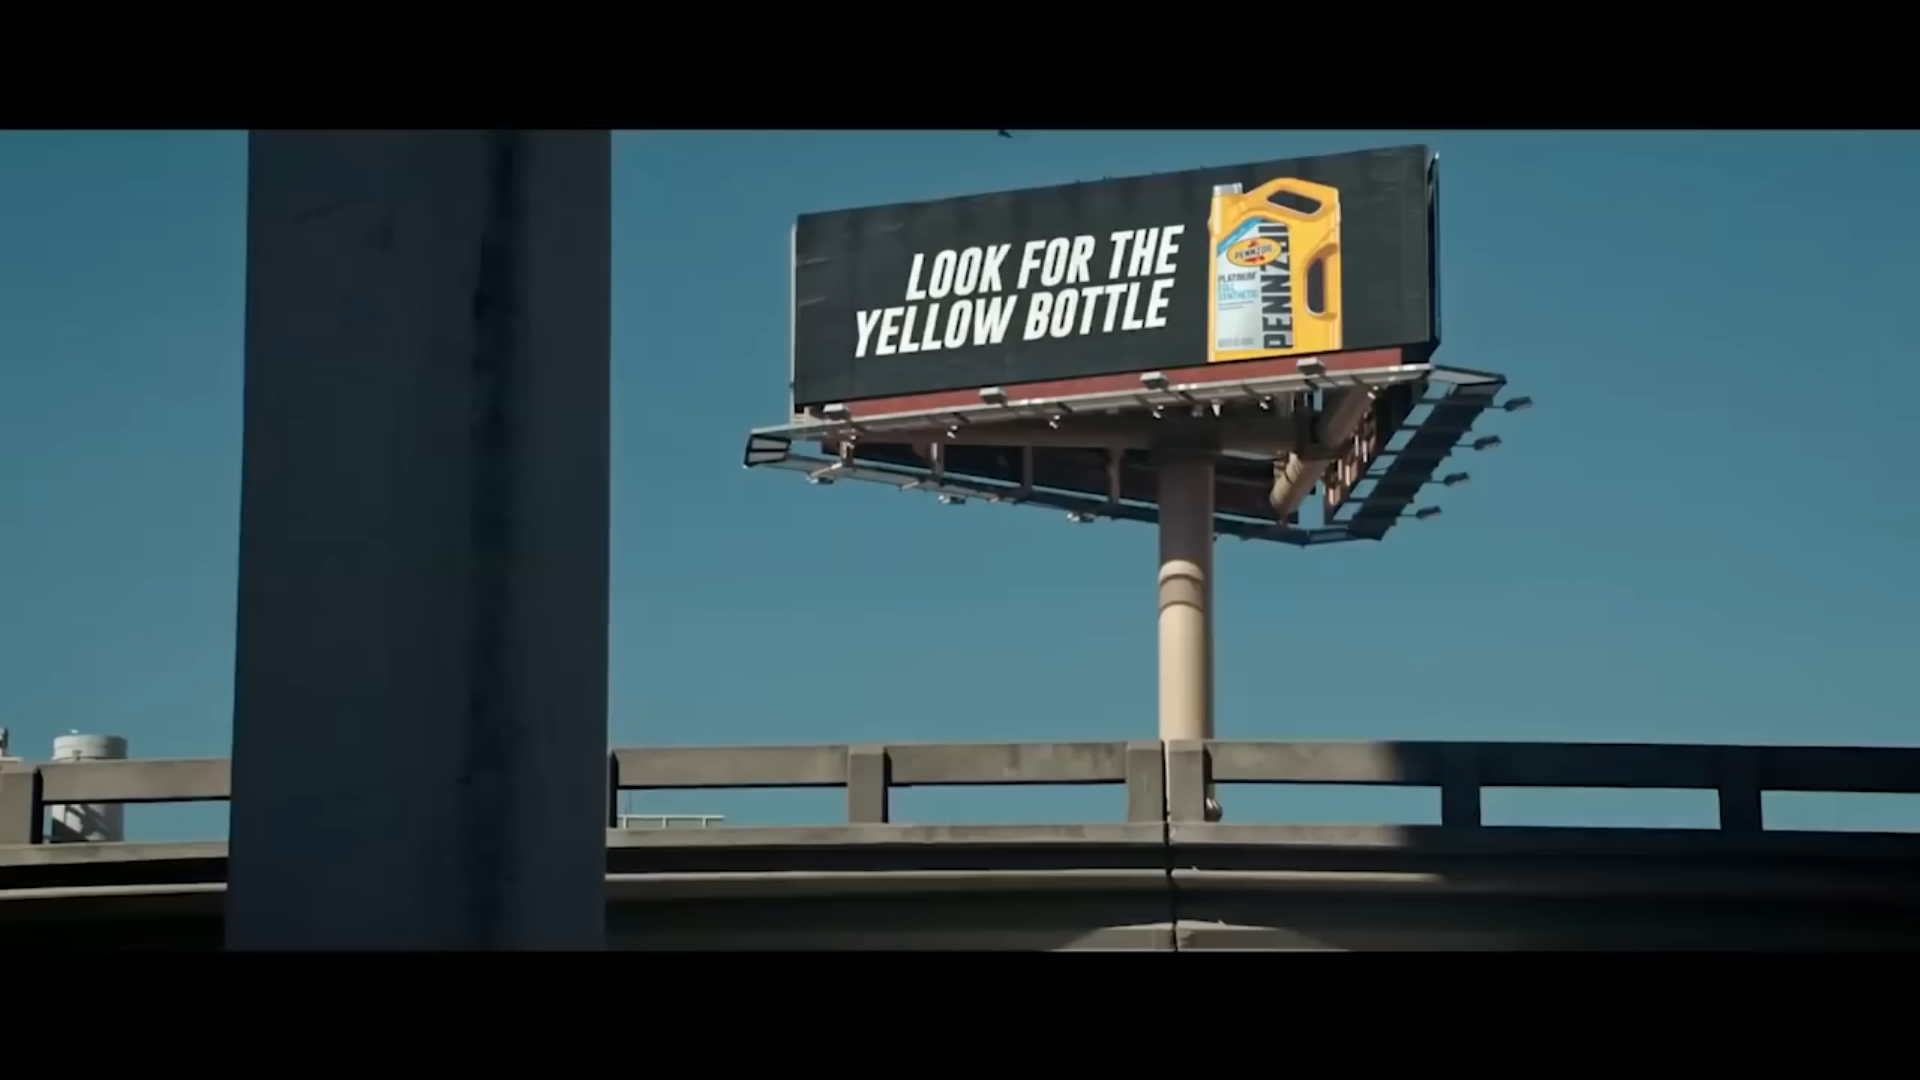 LOOK FOR THE
YELLOW BOTTLE
PENNZOIL
PLATINUM
FULL
SYNTHETIC
PENNZOIL